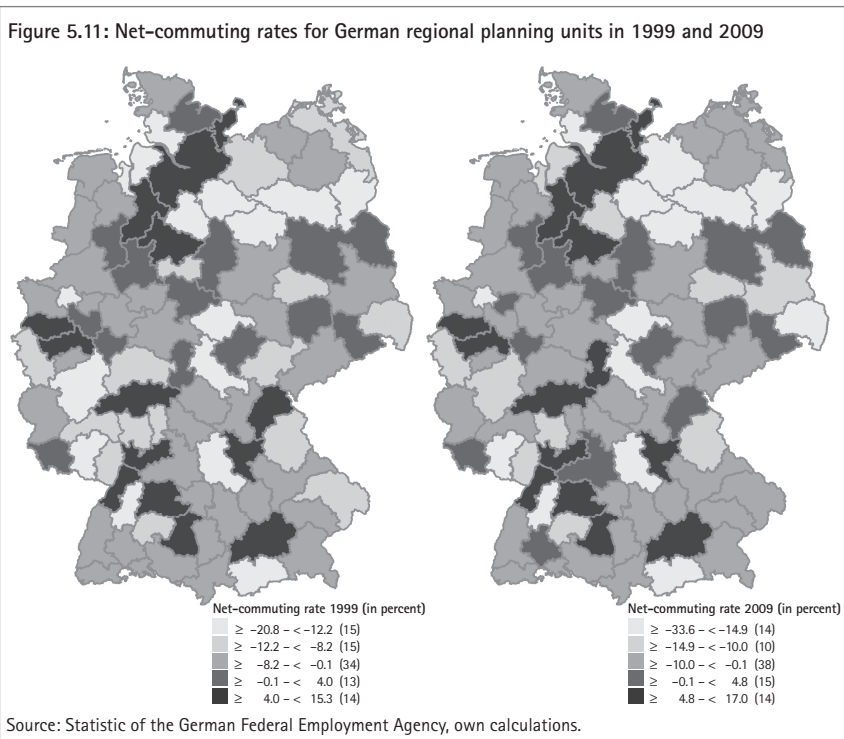 Figure 5.11: Net-commuting rates for German regional planning units in 1999 and 2009
Net-commuting rate 1999 (in percent)
≥ −20.8 – < −12.2 (15)
≥ −12.2 – < −8.2 (15)
≥ −8.2 – < −0.1 (34)
≥ −0.1 – < 4.0 (13)
≥ 4.0 – < 15.3 (14)
Net-commuting rate 2009 (in percent)
≥ −33.6 – < −14.9 (14)
≥ −14.9 – < −10.0 (10)
≥ −10.0 – < −0.1 (38)
≥ −0.1 – < 4.8 (15)
≥ 4.8 – < 17.0 (14)
Source: Statistic of the German Federal Employment Agency, own calculations.